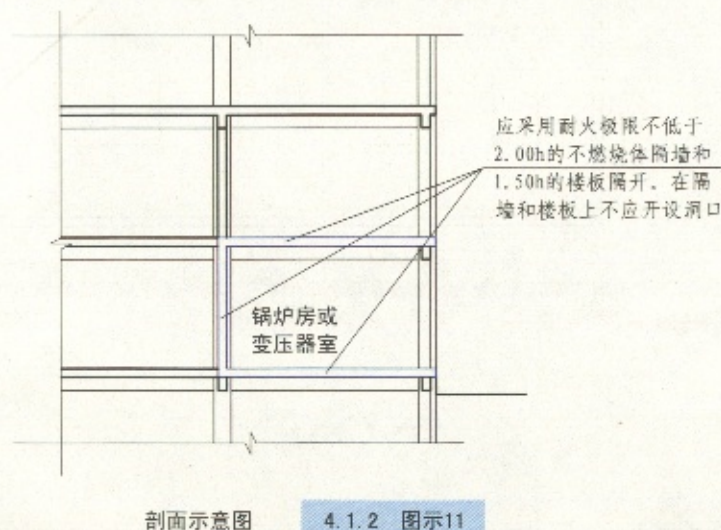 应采用耐火极限不低于
2.00h的不燃烧体隔墙和
1.50h的楼板隔开。在隔
墙和楼板上不应开设洞口
锅炉房或
变压器室
剖面示意图
4.1.2 图示11